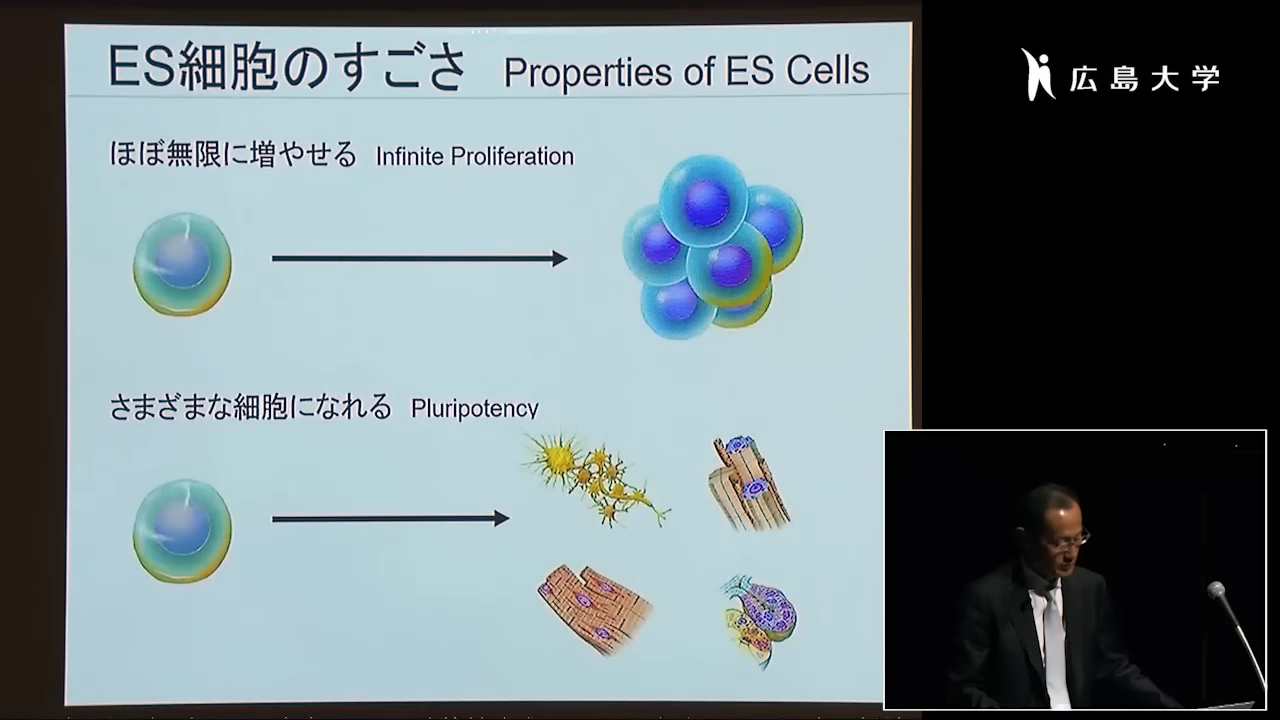 ES細胞のすごさ Properties of ES Cells
広島大学
ほぼ無限に増やせる Infinite Proliferation
さまざまな細胞になれる Pluripotency